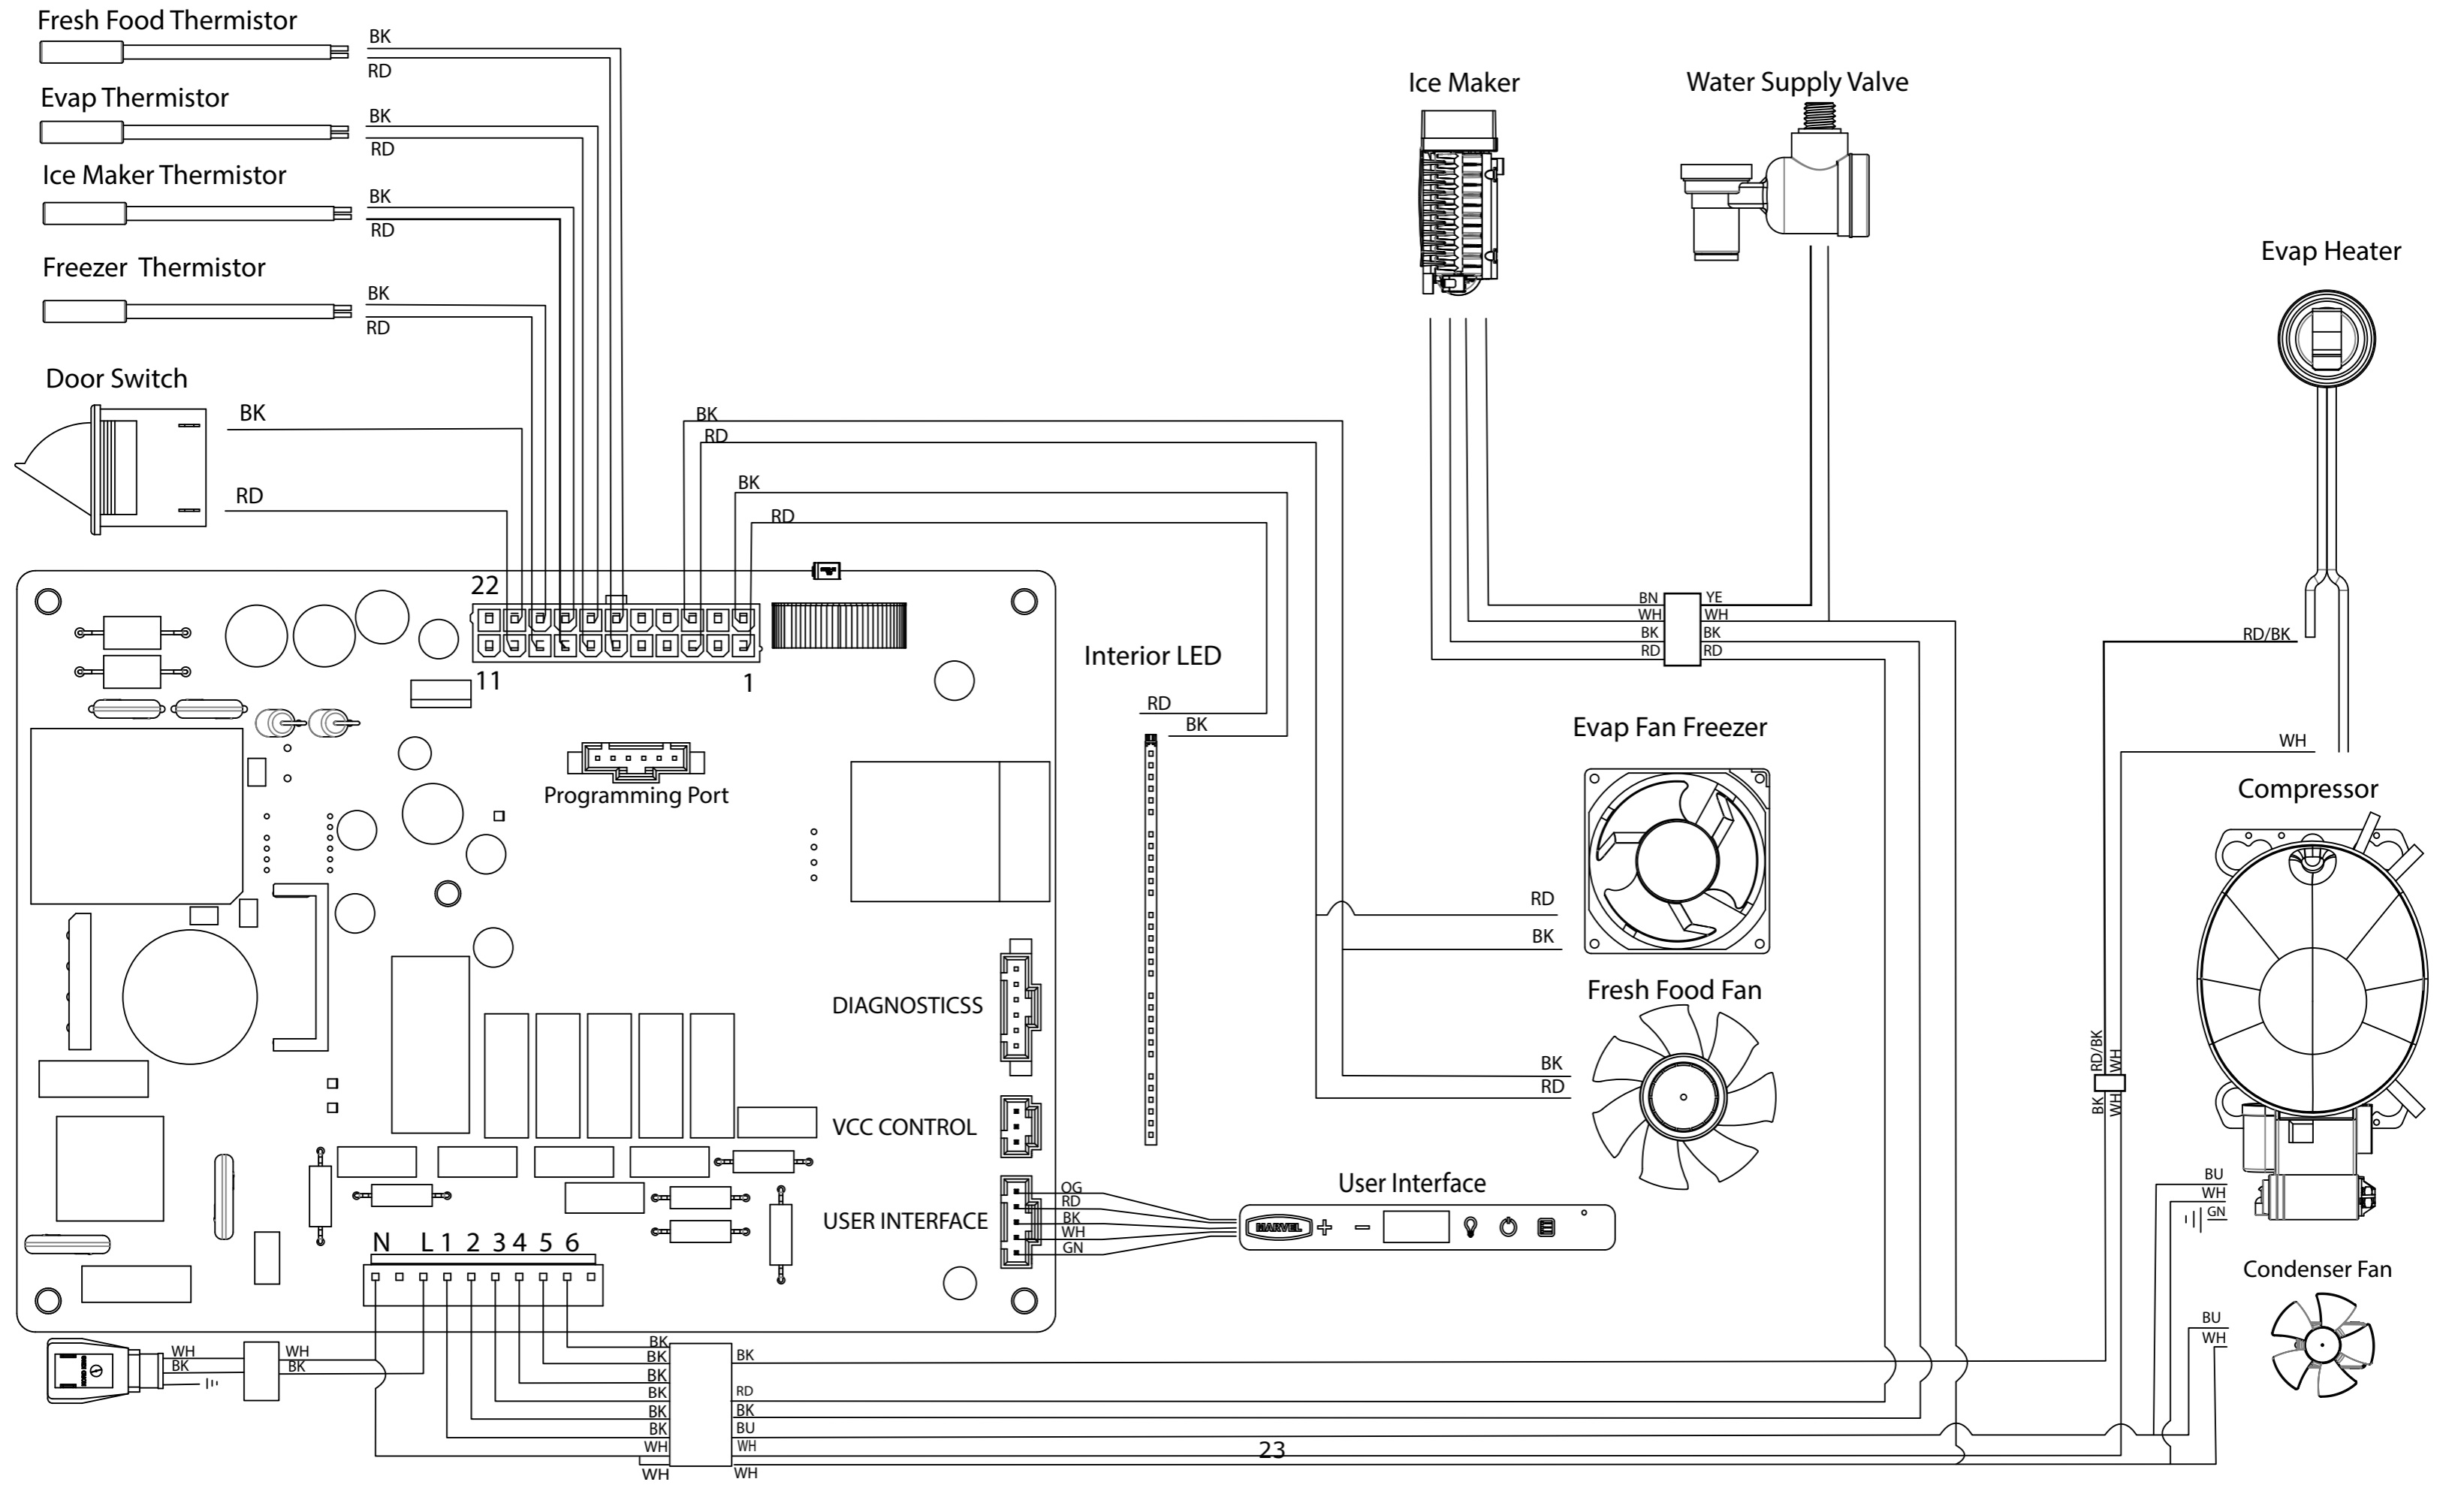 Fresh Food Thermistor
BK
RD
Evap Thermistor
BK
RD
Ice Maker Thermistor
BK
RD
Freezer Thermistor
BK
RD
Door Switch
BK
RD
BK
RD
BK
RD
Ice Maker
Water Supply Valve
Evap Heater
22
11
1
BN
WH
BK
RD
YE
WH
BK
RD
RD/BK
WH
Interior LED
RD
BK
Programming Port
Evap Fan Freezer
RD
BK
Fresh Food Fan
BK
RD
Compressor
RD/BK
WH
BK
WH
BU
WH
GN
DIAGNOSTICSS
VCC CONTROL
USER INTERFACE
OG
RD
BK
WH
GN
User Interface
MARVEL
Condenser Fan
BU
WH
N L 1 2 3 4 5 6
WH
BK
WH
BK
BK
BK
BK
BK
BK
BK
WH
WH
BK
RD
BK
BU
WH
WH
23